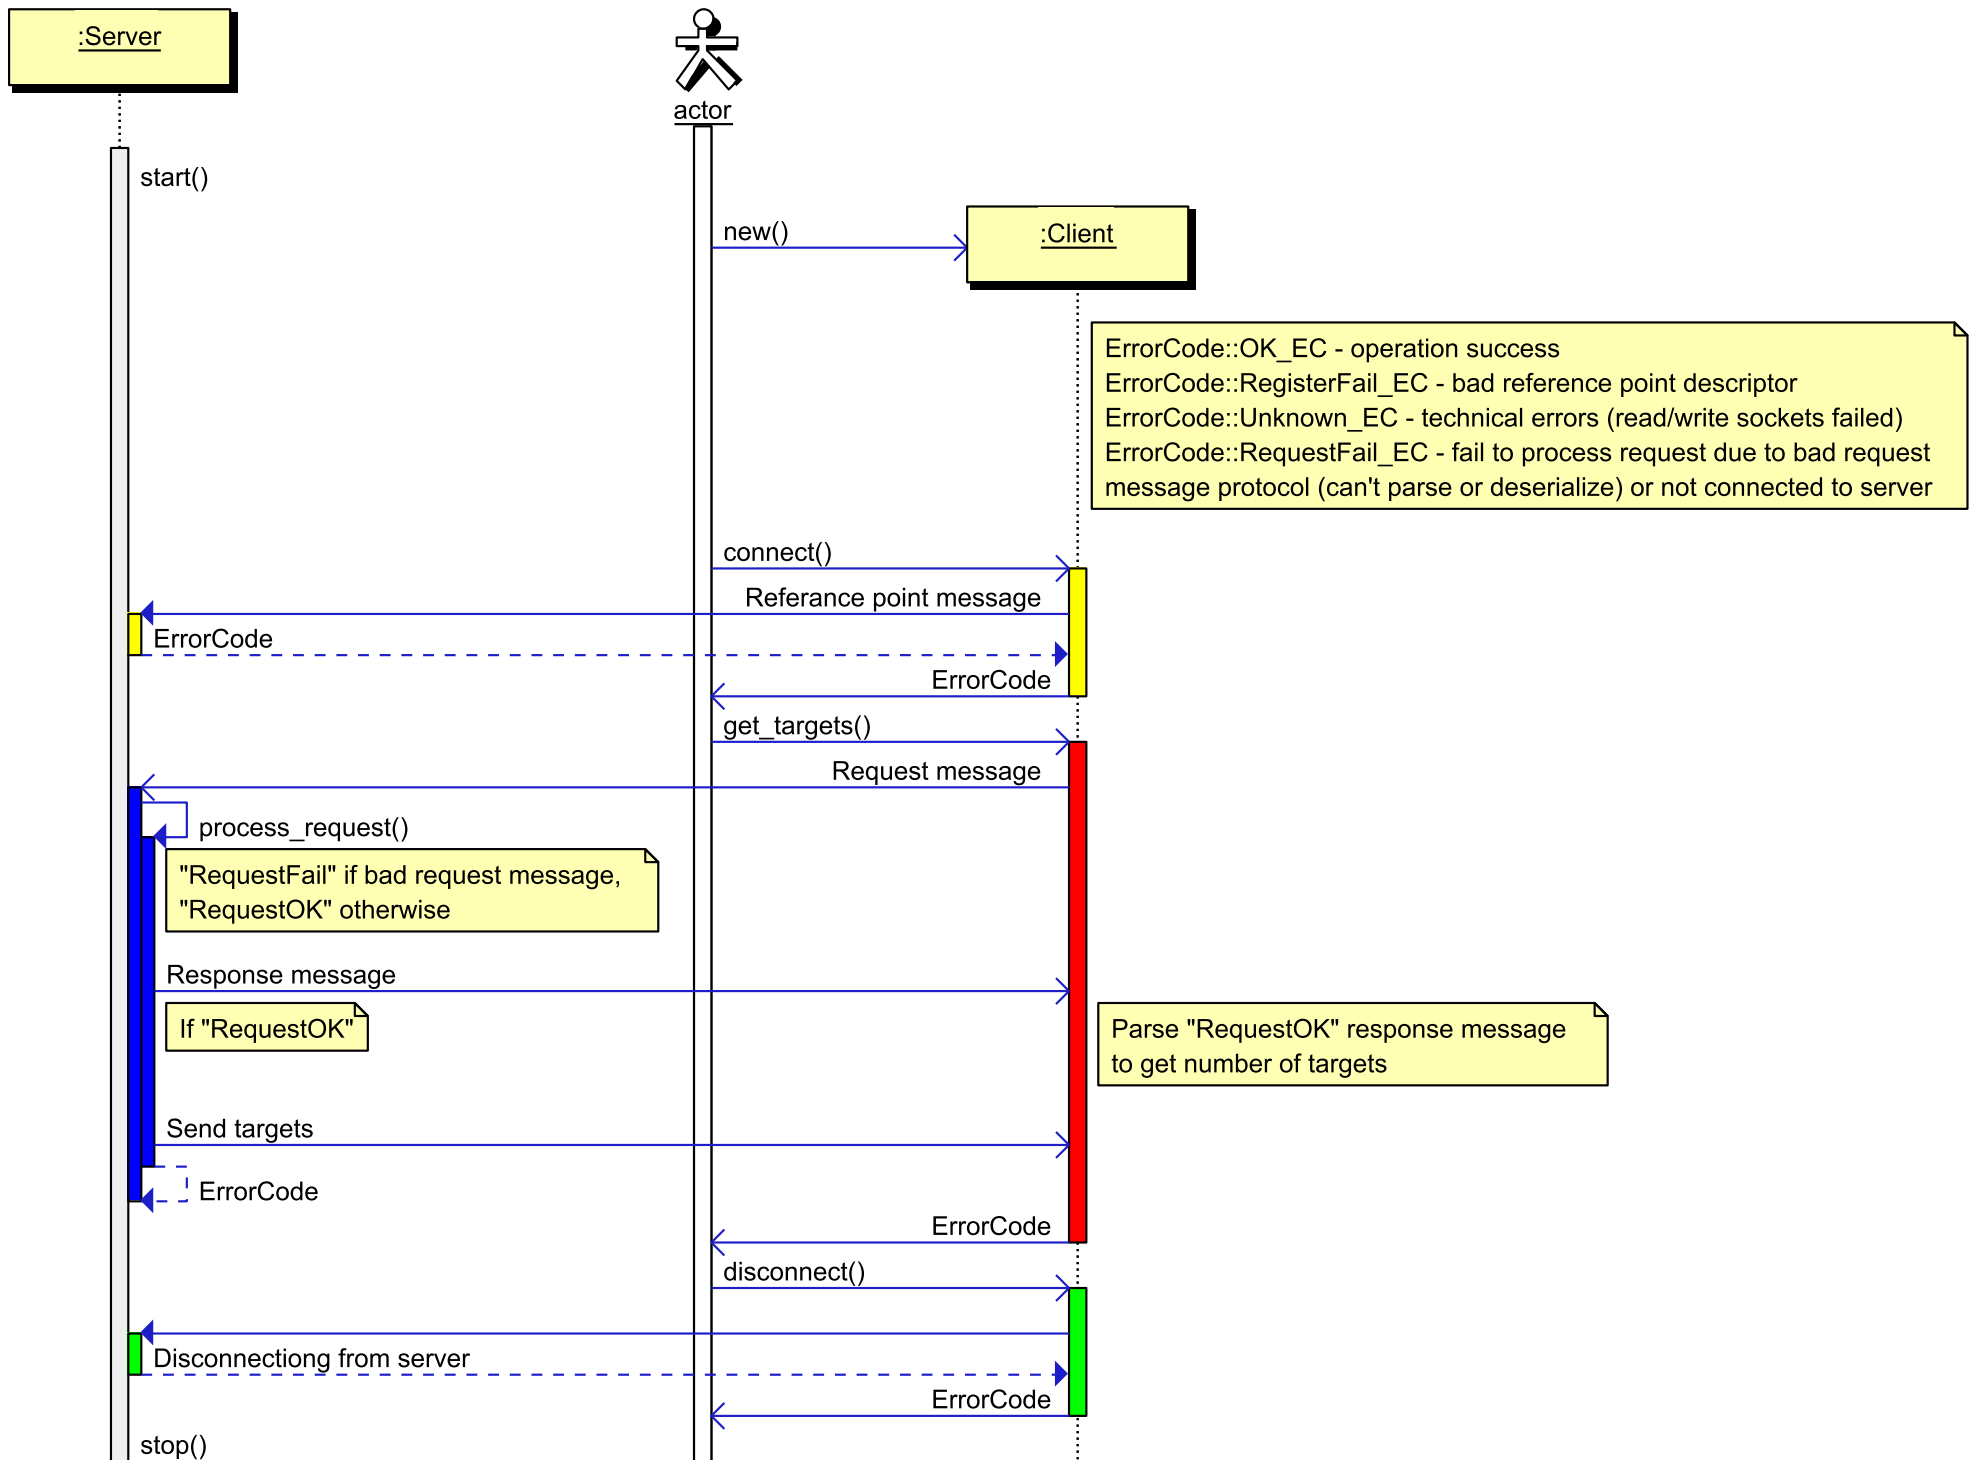 :Server
actor
start()
new()
:Client
ErrorCode::OK_EC - operation success
ErrorCode::RegisterFail_EC - bad reference point descriptor
ErrorCode::Unknown_EC - technical errors (read/write sockets failed)
ErrorCode::RequestFail_EC - fail to process request due to bad request
message protocol (can't parse or deserialize) or not connected to server
connect()
Referance point message
ErrorCode
ErrorCode
get_targets()
Request message
process_request()
"RequestFail" if bad request message,
"RequestOK" otherwise
Response message
If "RequestOK"
Parse "RequestOK" response message
to get number of targets
Send targets
ErrorCode
ErrorCode
disconnect()
Disconnectiong from server
ErrorCode
stop()